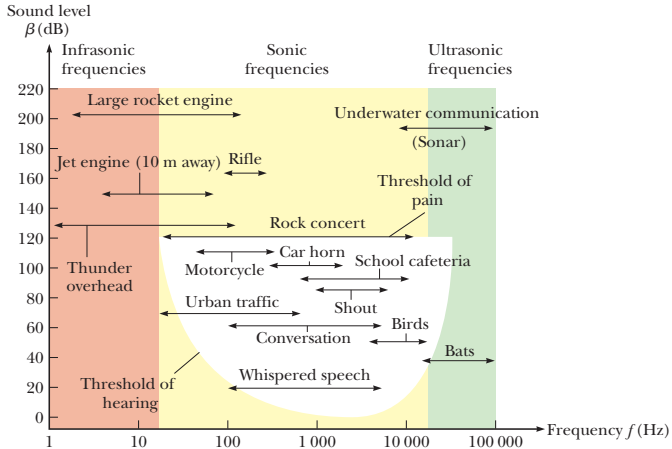 Sound level
β (dB)
Infrasonic
frequencies
Sonic
frequencies
Ultrasonic
frequencies
220
200
180
160
140
120
100
80
60
40
20
0
Large rocket engine
Underwater communication
(Sonar)
Jet engine (10 m away)
Rifle
Threshold of
pain
Rock concert
Thunder
overhead
Motorcycle
Car horn
School cafeteria
Shout
Urban traffic
Conversation
Birds
Bats
Threshold of
hearing
Whispered speech
1
10
100
1 000
10 000
100 000
Frequency f (Hz)